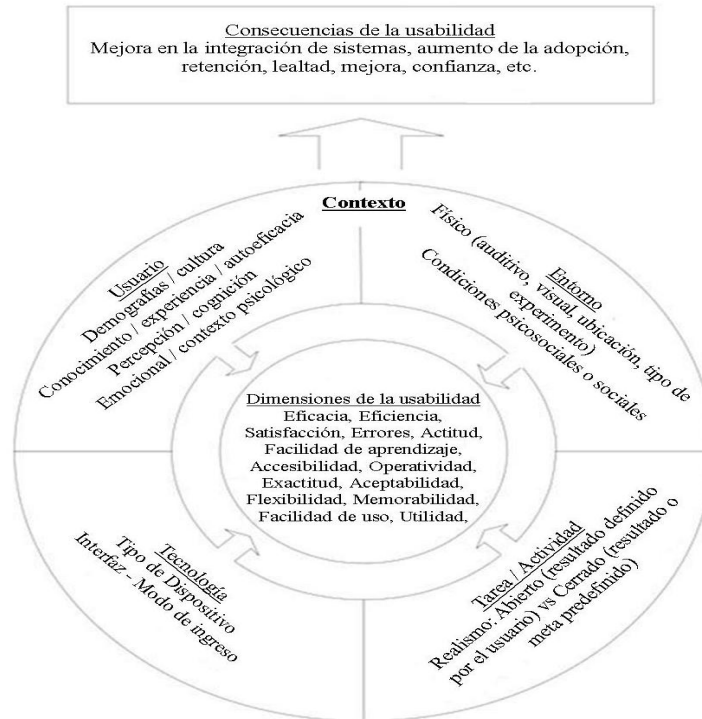 Consecuencias de la usabilidad
Mejora en la integración de sistemas, aumento de la adopción,
retención, lealtad, mejora, confianza, etc.
Contexto
Usuario
Demografías / cultura
Conocimiento / experiencia / autoeficacia
Percepción / cognición
Emocional / contexto psicológico
Entorno
Físico (auditivo, visual, ubicación, tipo de
experimento)
Condiciones psicosociales o sociales
Dimensiones de la usabilidad
Eficacia, Eficiencia,
Satisfacción, Errores, Actitud,
Facilidad de aprendizaje,
Accesibilidad, Operatividad,
Exactitud, Aceptabilidad,
Flexibilidad, Memorabilidad,
Facilidad de uso, Utilidad,
Tecnología
Tipo de Dispositivo
Interfaz - Modo de ingreso
Tarea / Actividad
Realismo: Abierto (resultado definido
por el usuario) vs Cerrado (resultado o
meta predefinido)